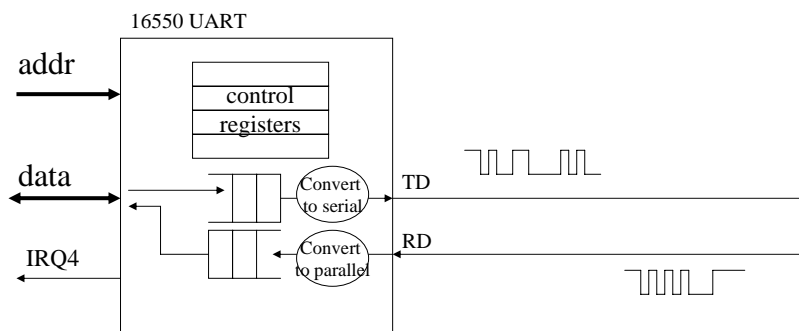 16550 UART
addr
control
registers
data
Convert
to serial
TD
Convert
to parallel
RD
IRQ4